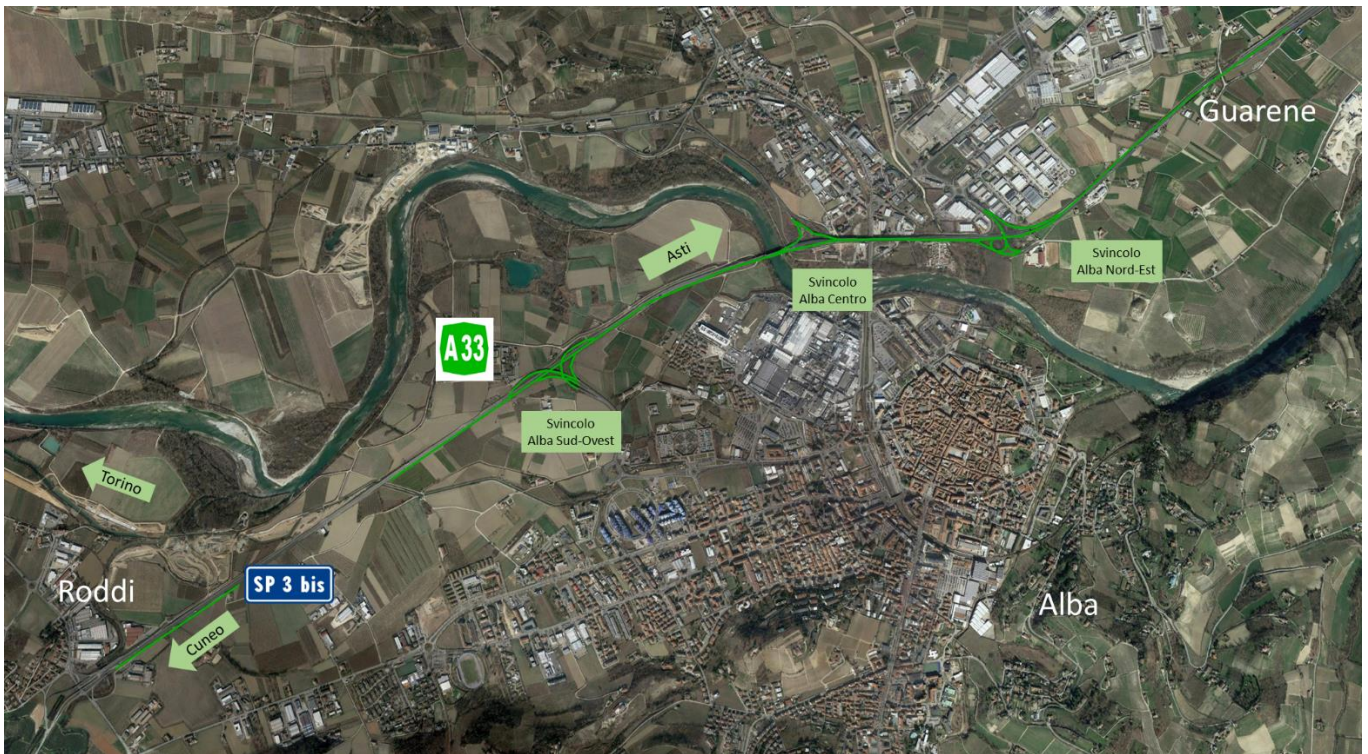 Guarene
Asti
Svincolo
Alba Nord-Est
Svincolo
Alba Centro
A 33
Svincolo
Alba Sud-Ovest
Torino
SP 3 bis
Roddi
Alba
Cuneo